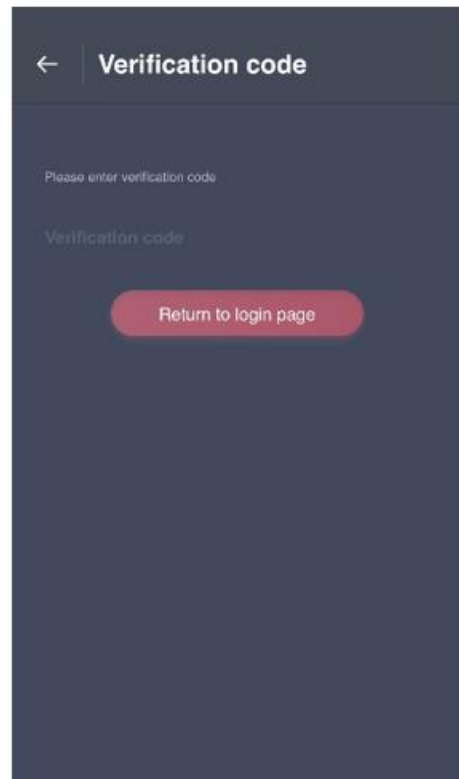 Verification code
Please enter verification code
Verification code
Return to login page